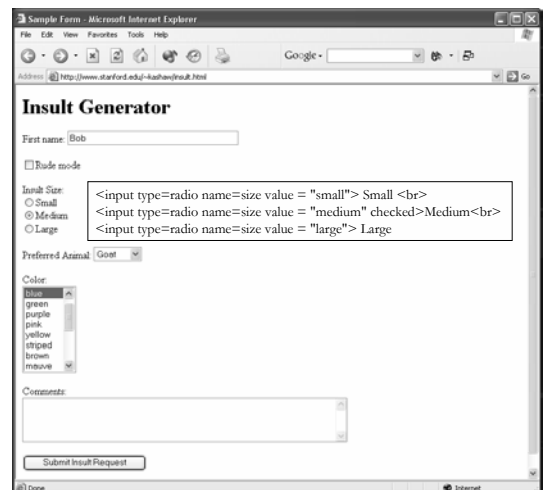 Sample Form - Microsoft Internet Explorer
File Edit View Favorites Tools Help
Google -
Address http://www.stanford.edu/~kashaw/insult.html Go
Insult Generator
First name: Bob
Rude mode
Insult Size:
Small
Medium
Large
<input type=radio name=size value = "small"> Small <br>
<input type=radio name=size value = "medium" checked>Medium<br>
<input type=radio name=size value = "large"> Large
Preferred Animal: Goat
Color:
blue
green
purple
pink
yellow
striped
brown
mauve
Comments:
Submit Insult Request
Done Internet